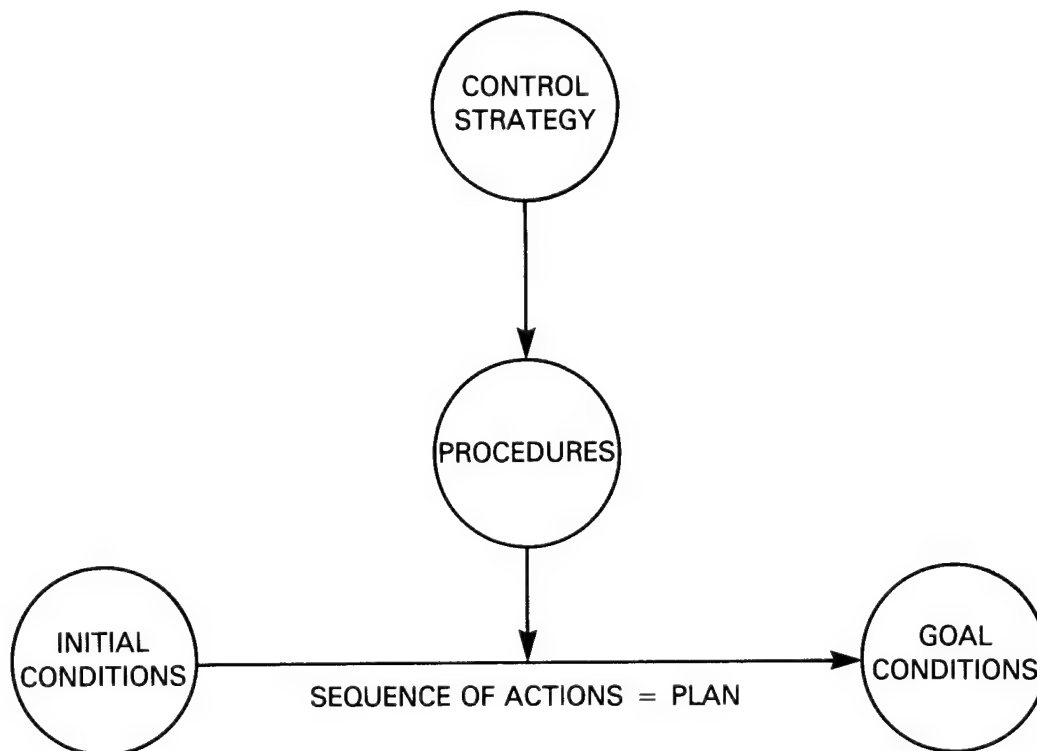 CONTROL
STRATEGY
PROCEDURES
INITIAL
CONDITIONS
GOAL
CONDITIONS
SEQUENCE OF ACTIONS = PLAN